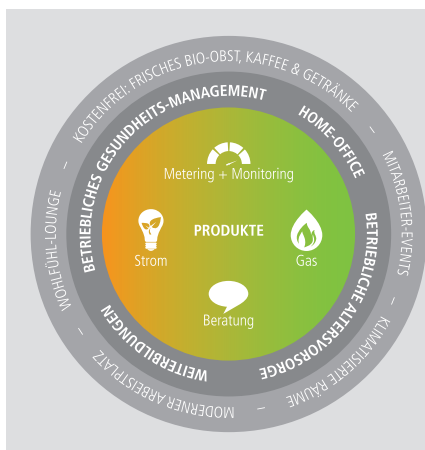 KOSTENFREI: FRISCHES BIO-OBST, KAFFEE & GETRÄNKE – MITARBEITER-EVENTS – KLIMATISIERTE RÄUME – MODERNER ARBEISTPLATZ – WOHLFÜHL-LOUNGE –
BETRIEBLICHES GESUNDHEITS-MANAGEMENT
HOME-OFFICE
BETRIEBLICHE ALTERSVORSORGE
WEITERBILDUNGEN
Metering + Monitoring
PRODUKTE
Strom
Gas
Beratung